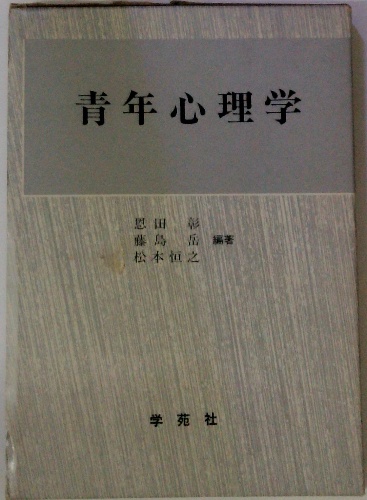 青年心理学
恩田 彰
藤島 岳 編著
松本恒之
学苑社